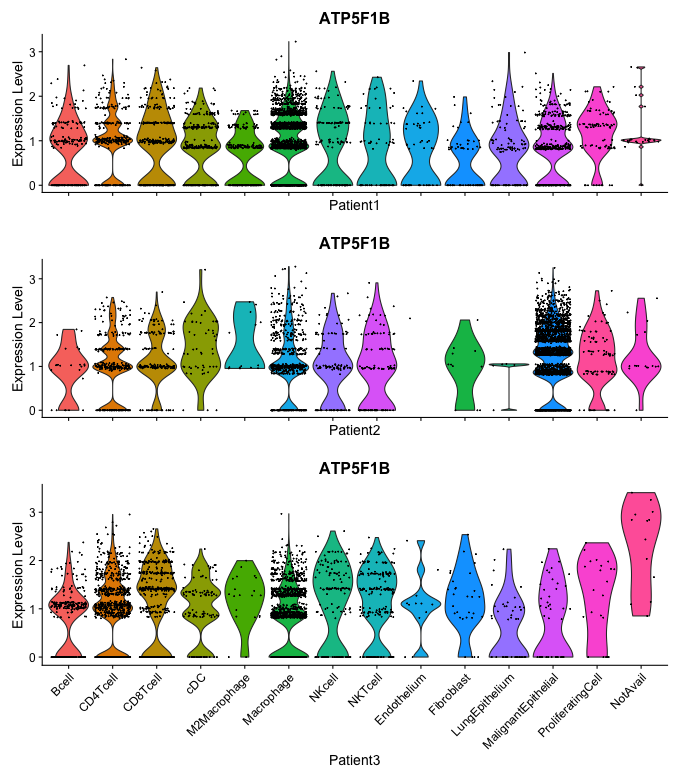 ATP5F1B
Expression Level
3
2
1
0
Patient1
ATP5F1B
Expression Level
3
2
1
0
Patient2
ATP5F1B
Expression Level
3
2
1
0
Bcell
CD4Tcell
CD8Tcell
cDC
M2Macrophage
Macrophage
NKcell
NKTcell
Endothelium
Fibroblast
LungEpithelium
MalignantEpithelial
ProliferatingCell
NotAvail
Patient3